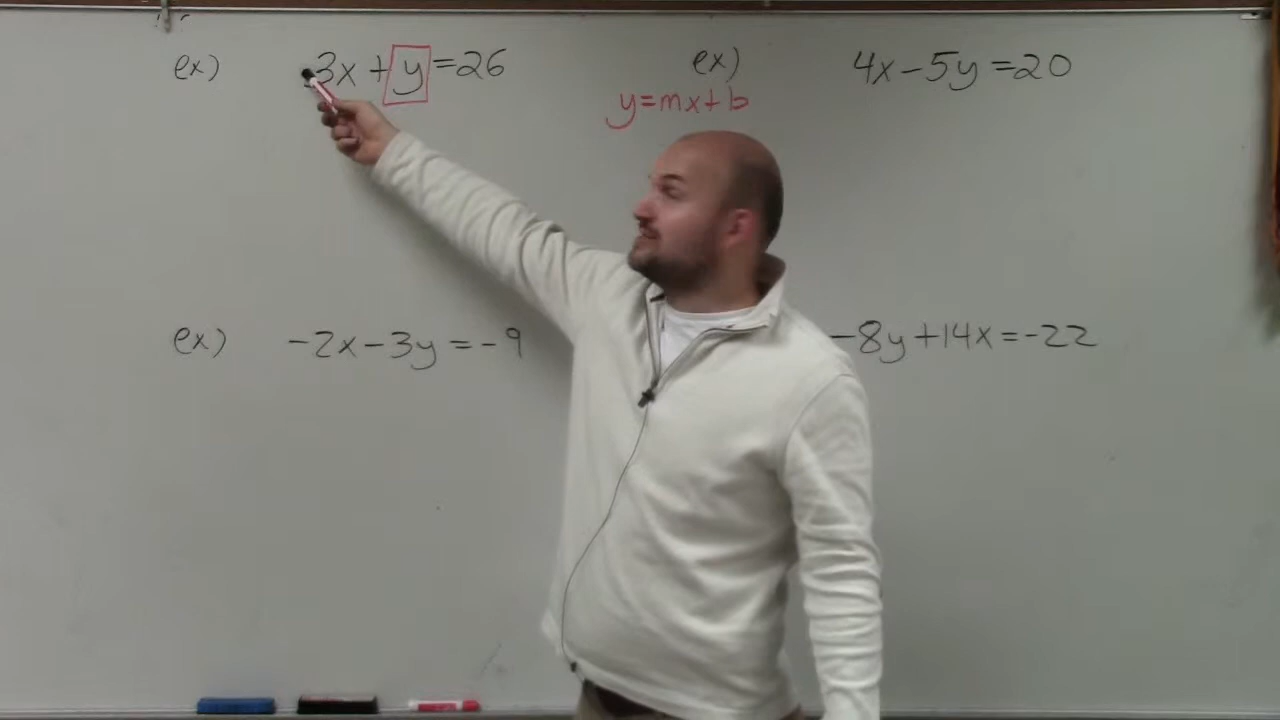 ex) 3x + y = 26
ex) 4x - 5y = 20
y = mx + b
ex) -2x - 3y = -9
-8y + 14x = -22